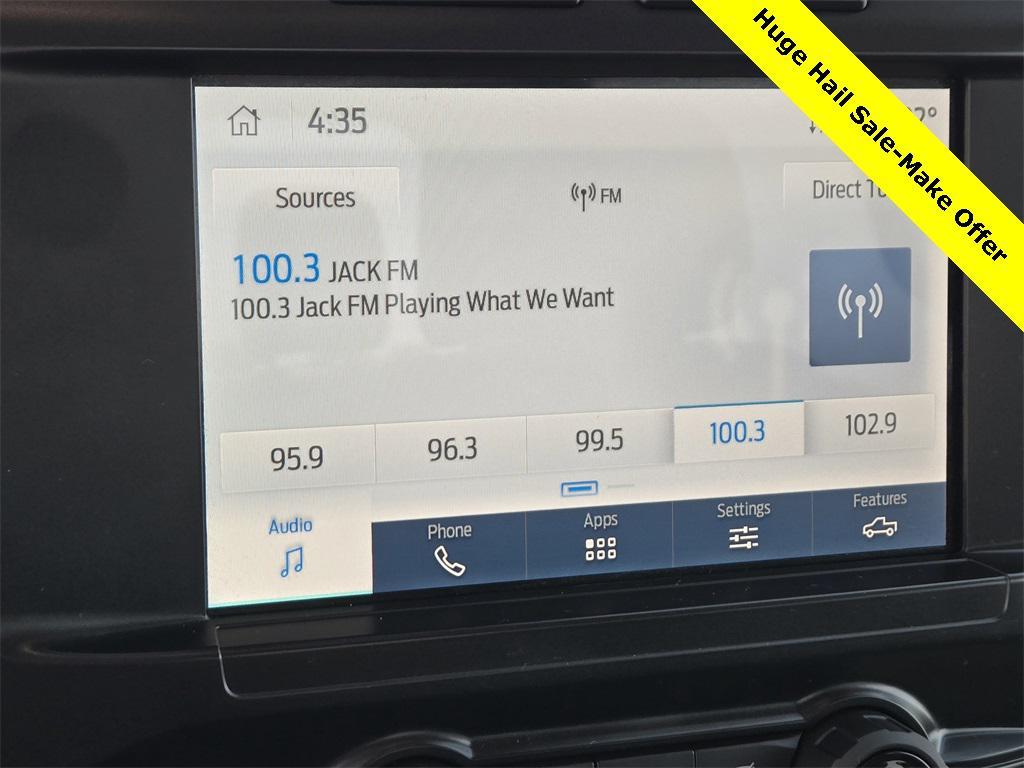 4:35
Sources
FM
Direct
100.3 JACK FM
100.3 Jack FM Playing What We Want
95.9
96.3
99.5
100.3
102.9
Audio
Phone
Apps
Settings
Features
Huge Hail Sale-Make Offer